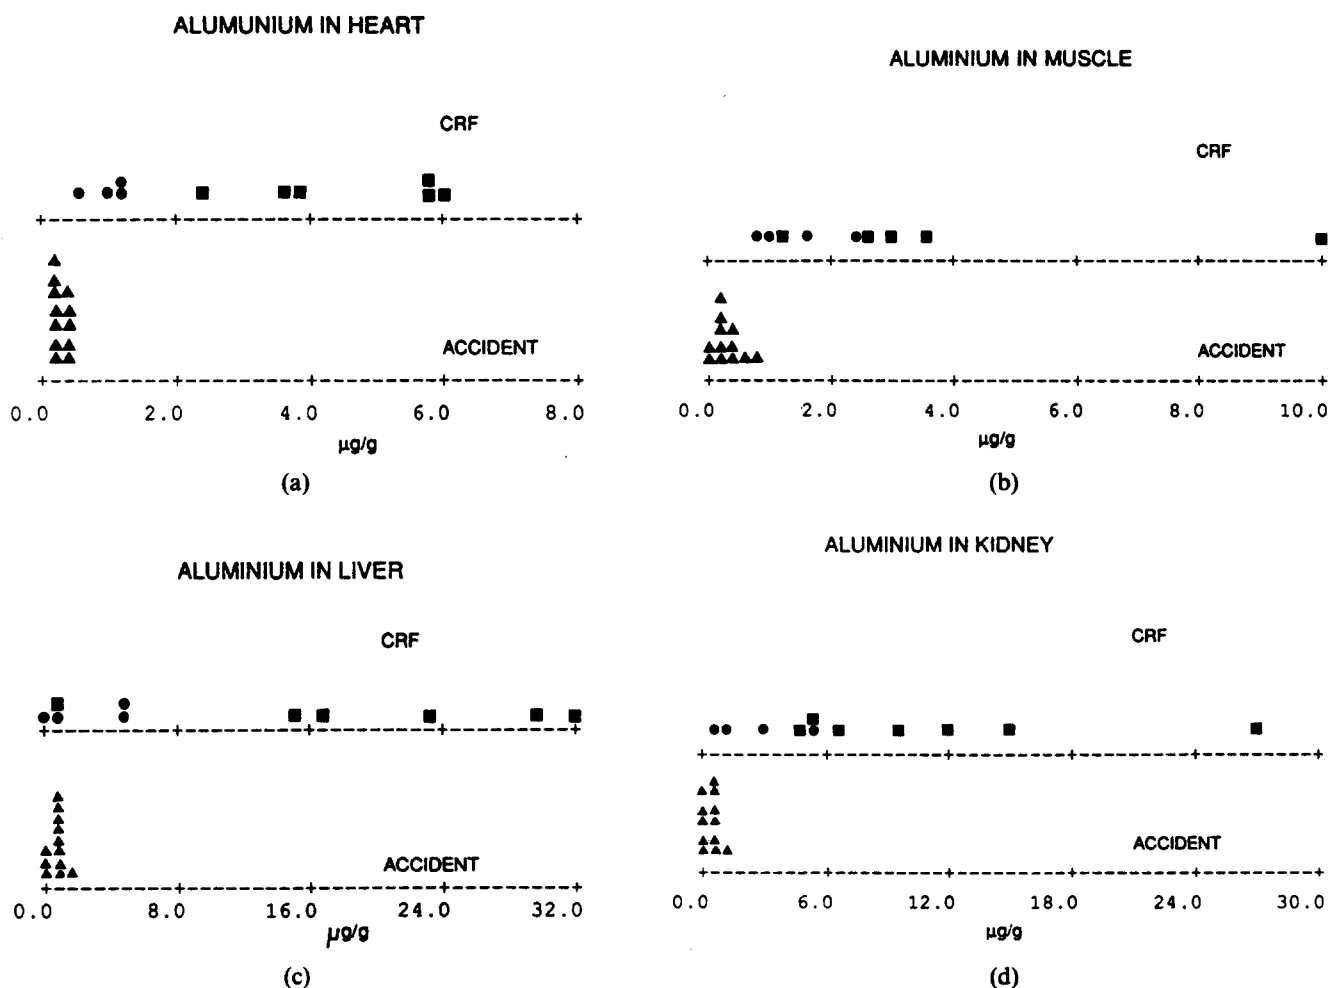 ALUMUNIUM IN HEART
CRF
ACCIDENT
0.0 2.0 4.0 6.0 8.0
µg/g
(a)
ALUMINIUM IN MUSCLE
CRF
ACCIDENT
0.0 2.0 4.0 6.0 8.0 10.0
µg/g
(b)
ALUMINIUM IN LIVER
CRF
ACCIDENT
0.0 8.0 16.0 24.0 32.0
µg/g
(c)
ALUMINIUM IN KIDNEY
CRF
ACCIDENT
0.0 6.0 12.0 18.0 24.0 30.0
µg/g
(d)